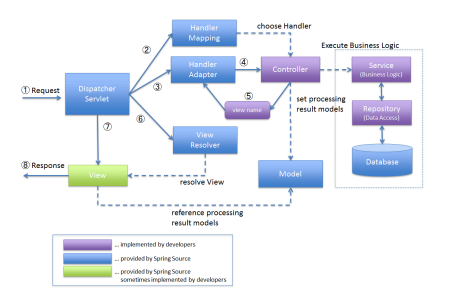 Handler
Mapping
choose Handler
②
Execute Business Logic
① Request
Dispatcher
Servlet
③
Handler
Adapter
④
Controller
Service
(Business Logic)
⑤
view name
set processing
result models
Repository
(Data Access)
⑦
⑥
View
Resolver
Database
⑧ Response
View
resolve View
Model
reference processing
result models
... implemented by developers
... provided by Spring Source
... provided by Spring Source
sometimes implemented by developers